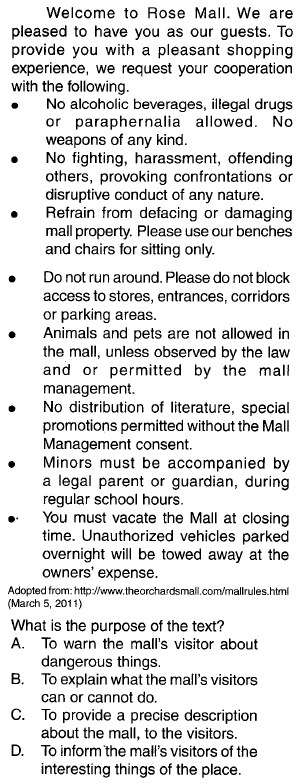 Welcome to Rose Mall. We are
pleased to have you as our guests. To
provide you with a pleasant shopping
experience, we request your cooperation
with the following.
• No alcoholic beverages, illegal drugs
or paraphernalia allowed. No
weapons of any kind.
• No fighting, harassment, offending
others, provoking confrontations or
disruptive conduct of any nature.
• Refrain from defacing or damaging
mall property. Please use our benches
and chairs for sitting only.
• Do not run around. Please do not block
access to stores, entrances, corridors
or parking areas.
• Animals and pets are not allowed in
the mall, unless observed by the law
and or permitted by the mall
management.
• No distribution of literature, special
promotions permitted without the Mall
Management consent.
• Minors must be accompanied by
a legal parent or guardian, during
regular school hours.
• You must vacate the Mall at closing
time. Unauthorized vehicles parked
overnight will be towed away at the
owners' expense.
Adopted from: http://www.theorchardsmall.com/mallrules.html
(March 5, 2011)
What is the purpose of the text?
A. To warn the mall's visitor about
dangerous things.
B. To explain what the mall's visitors
can or cannot do.
C. To provide a precise description
about the mall, to the visitors.
D. To inform the mall's visitors of the
interesting things of the place.